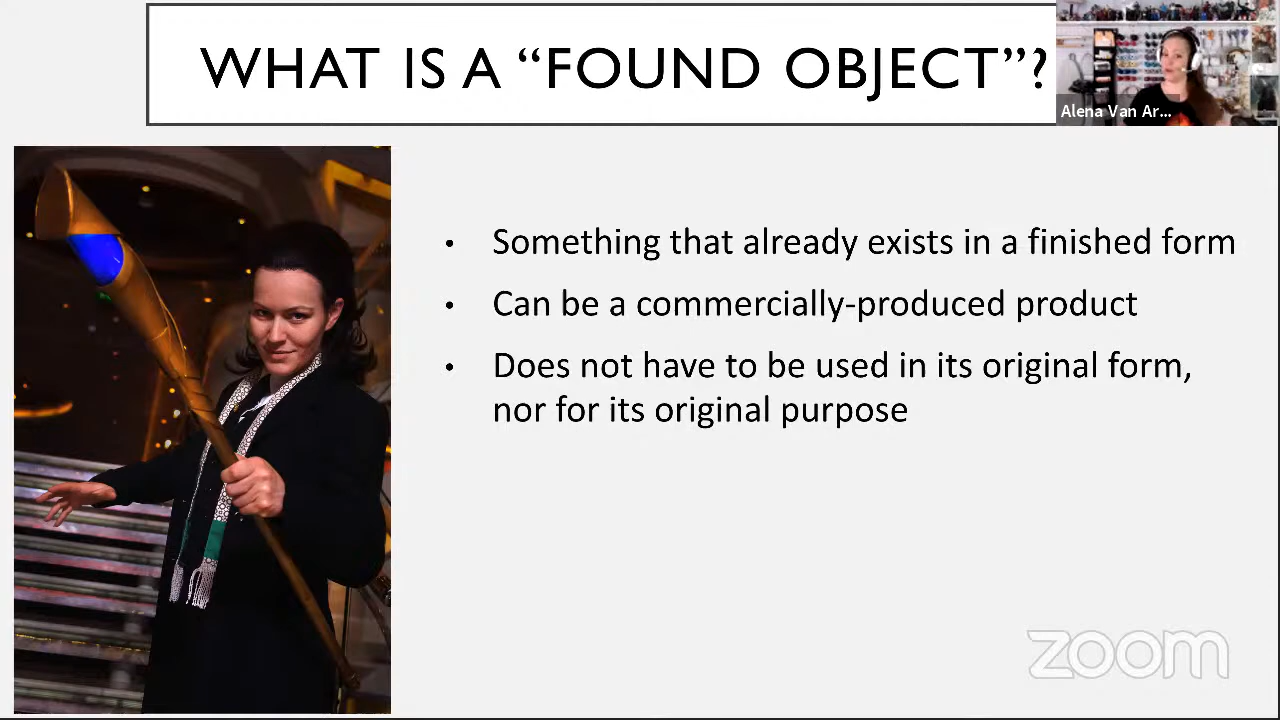 WHAT IS A “FOUND OBJECT”?
Alena Van Ar...
• Something that already exists in a finished form
• Can be a commercially-produced product
• Does not have to be used in its original form,
nor for its original purpose
zoom